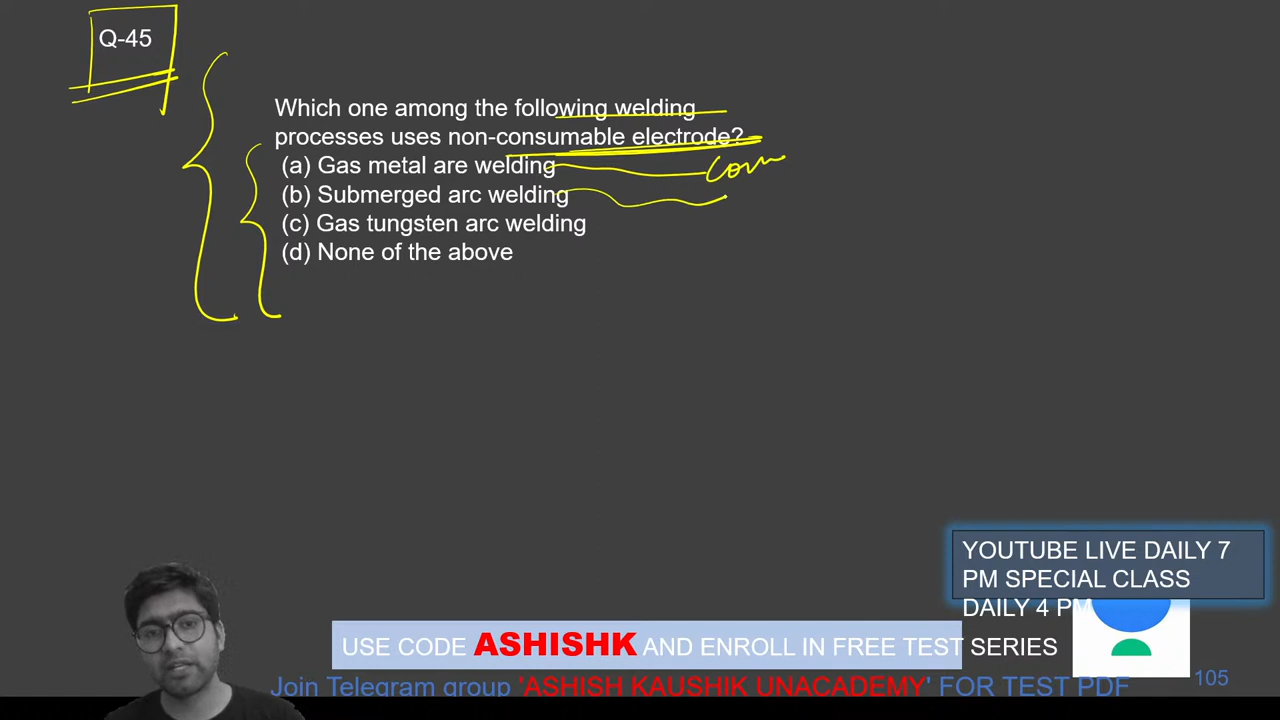 Q-45
Which one among the following welding
processes uses non-consumable electrode?
(a) Gas metal are welding
(b) Submerged arc welding
(c) Gas tungsten arc welding
(d) None of the above
YOUTUBE LIVE DAILY 7
PM SPECIAL CLASS
DAILY 4 PM
USE CODE ASHISHK AND ENROLL IN FREE TEST SERIES
Join Telegram group 'ASHISH KAUSHIK UNACADEMY' FOR TEST PDF
105